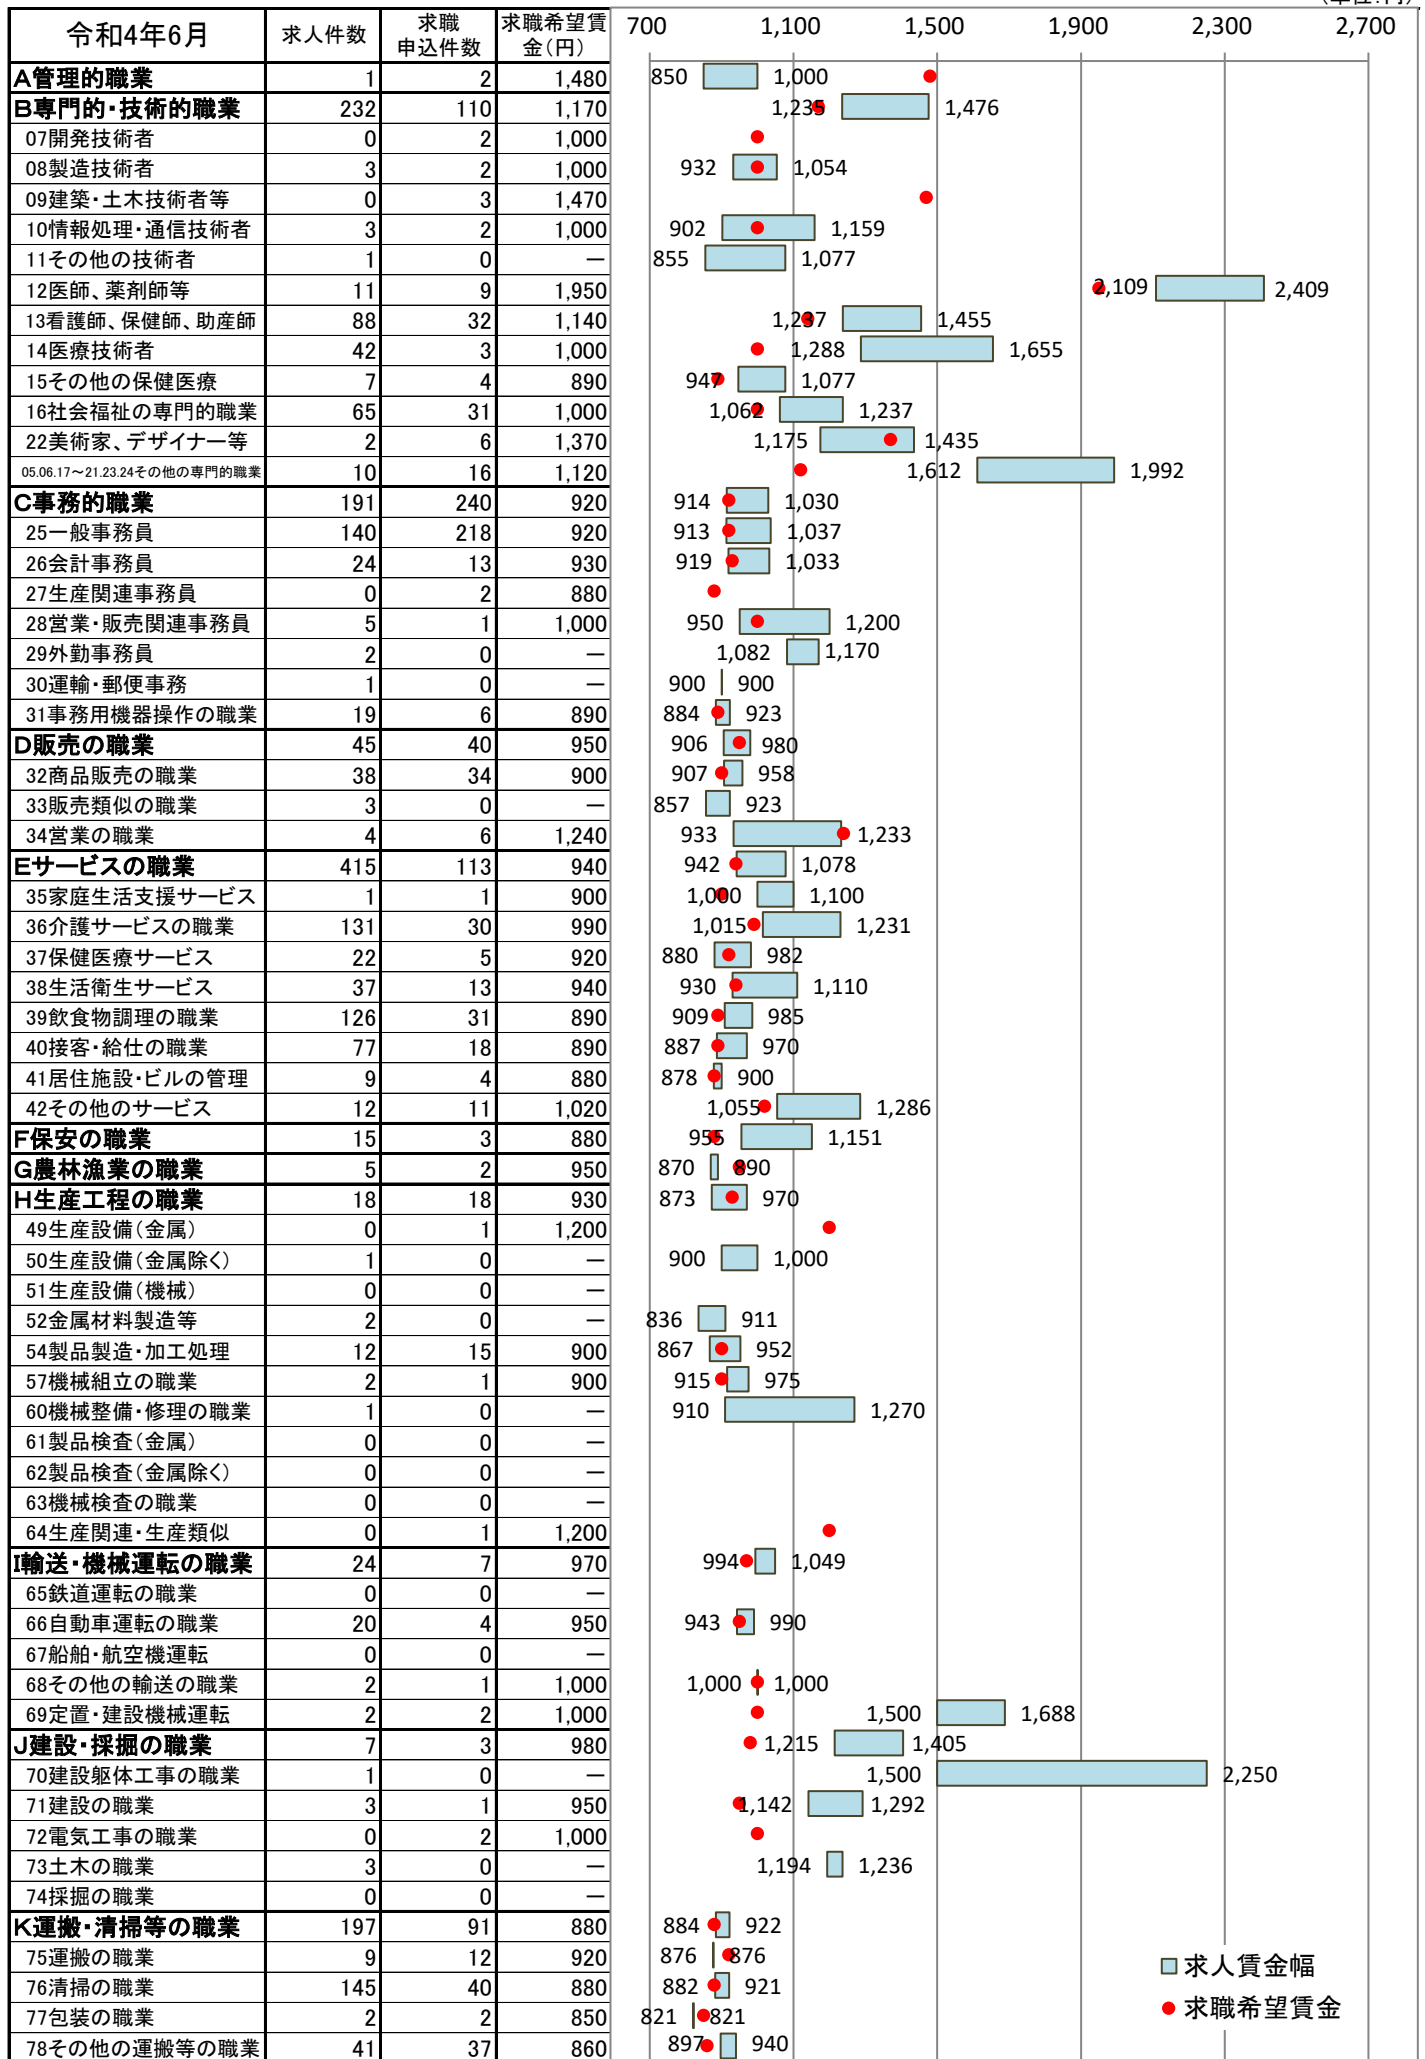 (単位:円)
令和4年6月 求人件数 求職申込件数 求職希望賃金(円) 700 1,100 1,500 1,900 2,300 2,700
A管理的職業 1 2 1,480 850 1,000
B専門的・技術的職業 232 110 1,170 1,235 1,476
07開発技術者 0 2 1,000
08製造技術者 3 2 1,000 932 1,054
09建築・土木技術者等 0 3 1,470
10情報処理・通信技術者 3 2 1,000 902 1,159
11その他の技術者 1 0 － 855 1,077
12医師、薬剤師等 11 9 1,950 2,109 2,409
13看護師、保健師、助産師 88 32 1,140 1,237 1,455
14医療技術者 42 3 1,000 1,288 1,655
15その他の保健医療 7 4 890 947 1,077
16社会福祉の専門的職業 65 31 1,000 1,062 1,237
22美術家、デザイナー等 2 6 1,370 1,175 1,435
05.06.17～21.23.24その他の専門的職業 10 16 1,120 1,612 1,992
C事務的職業 191 240 920 914 1,030
25一般事務員 140 218 920 913 1,037
26会計事務員 24 13 930 919 1,033
27生産関連事務員 0 2 880
28営業・販売関連事務員 5 1 1,000 950 1,200
29外勤事務員 2 0 － 1,082 1,170
30運輸・郵便事務 1 0 － 900 900
31事務用機器操作の職業 19 6 890 884 923
D販売の職業 45 40 950 906 980
32商品販売の職業 38 34 900 907 958
33販売類似の職業 3 0 － 857 923
34営業の職業 4 6 1,240 933 1,233
Eサービスの職業 415 113 940 942 1,078
35家庭生活支援サービス 1 1 900 1,000 1,100
36介護サービスの職業 131 30 990 1,015 1,231
37保健医療サービス 22 5 920 880 982
38生活衛生サービス 37 13 940 930 1,110
39飲食物調理の職業 126 31 890 909 985
40接客・給仕の職業 77 18 890 887 970
41居住施設・ビルの管理 9 4 880 878 900
42その他のサービス 12 11 1,020 1,055 1,286
F保安の職業 15 3 880 955 1,151
G農林漁業の職業 5 2 950 870 890
H生産工程の職業 18 18 930 873 970
49生産設備(金属) 0 1 1,200
50生産設備(金属除く) 1 0 － 900 1,000
51生産設備(機械) 0 0 －
52金属材料製造等 2 0 － 836 911
54製品製造・加工処理 12 15 900 867 952
57機械組立の職業 2 1 900 915 975
60機械整備・修理の職業 1 0 － 910 1,270
61製品検査(金属) 0 0 －
62製品検査(金属除く) 0 0 －
63機械検査の職業 0 0 －
64生産関連・生産類似 0 1 1,200
I輸送・機械運転の職業 24 7 970 994 1,049
65鉄道運転の職業 0 0 －
66自動車運転の職業 20 4 950 943 990
67船舶・航空機運転 0 0 －
68その他の輸送の職業 2 1 1,000 1,000 1,000
69定置・建設機械運転 2 2 1,000 1,500 1,688
J建設・採掘の職業 7 3 980 1,215 1,405
70建設躯体工事の職業 1 0 － 1,500 2,250
71建設の職業 3 1 950 1,142 1,292
72電気工事の職業 0 2 1,000
73土木の職業 3 0 － 1,194 1,236
74採掘の職業 0 0 －
K運搬・清掃等の職業 197 91 880 884 922
75運搬の職業 9 12 920 876 876
76清掃の職業 145 40 880 882 921
77包装の職業 2 2 850 821 821
78その他の運搬等の職業 41 37 860 897 940
求人賃金幅
求職希望賃金